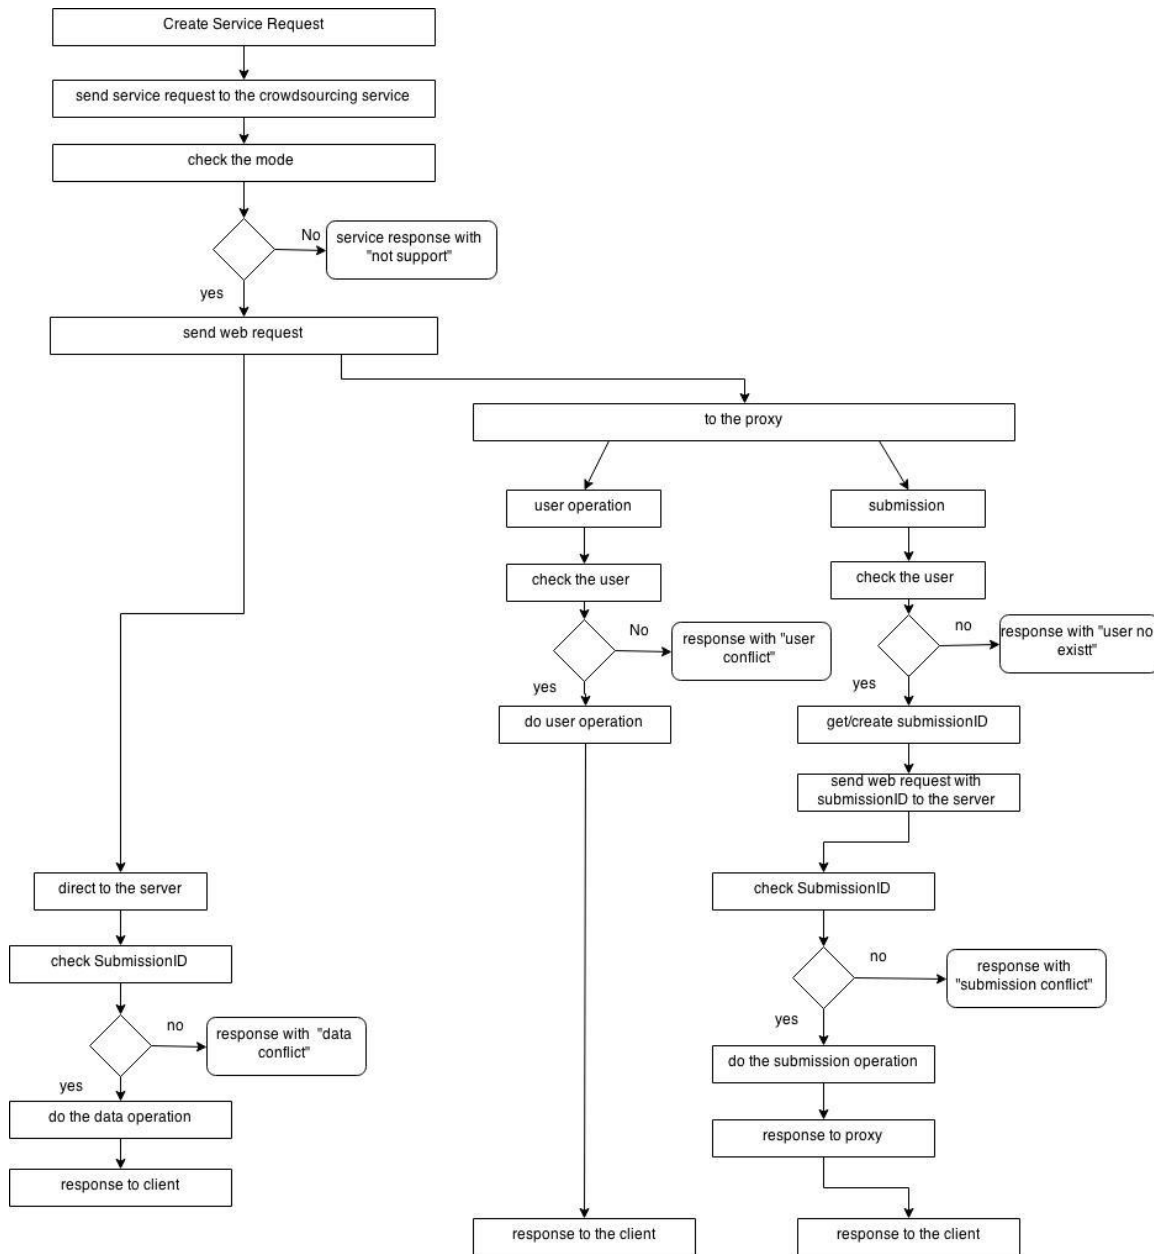 Create Service Request
send service request to the crowdsourcing service
check the mode
No
service response with
"not support"
yes
send web request
to the proxy
user operation
submission
check the user
check the user
No
response with "user
conflict"
no
response with "user no
existt"
yes
yes
do user operation
get/create submissionID
send web request with
submissionID to the server
direct to the server
check SubmissionID
check SubmissionID
no
response with
"submission conflict"
no
response with "data
conflict"
yes
yes
do the submission operation
do the data operation
response to proxy
response to client
response to the client
response to the client